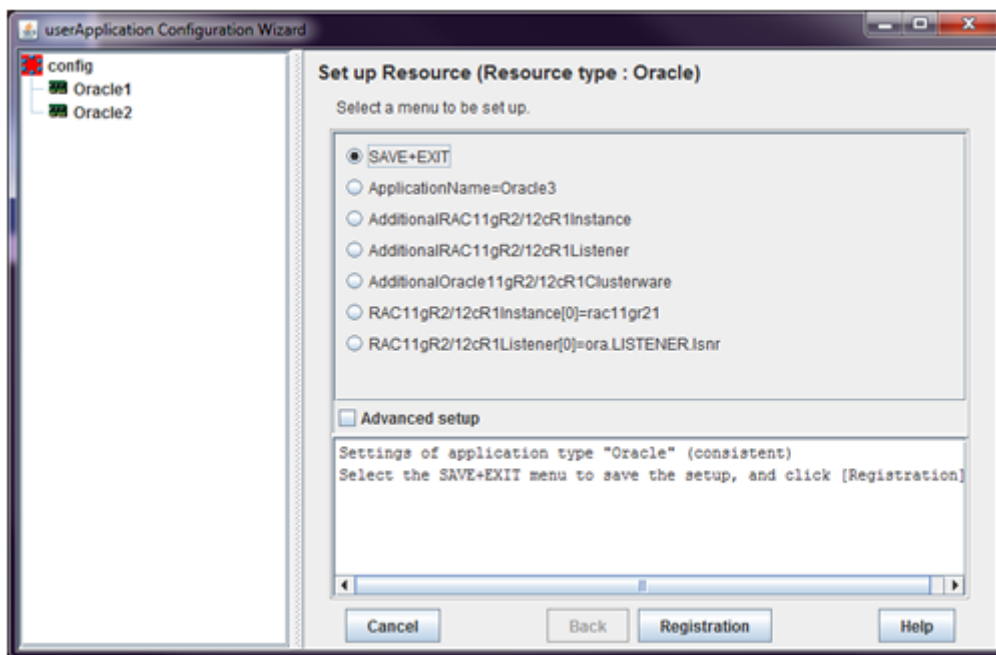 userApplication Configuration Wizard
config
Oracle1
Oracle2
Set up Resource (Resource type : Oracle)
Select a menu to be set up.
SAVE+EXIT
ApplicationName=Oracle3
AdditionalRAC11gR2/12cR1Instance
AdditionalRAC11gR2/12cR1Listener
AdditionalOracle11gR2/12cR1Clusterware
RAC11gR2/12cR1Instance[0]=rac11gr21
RAC11gR2/12cR1Listener[0]=ora.LISTENER.lsnr
Advanced setup
Settings of application type "Oracle" (consistent)
Select the SAVE+EXIT menu to save the setup, and click [Registration]
Cancel
Back
Registration
Help